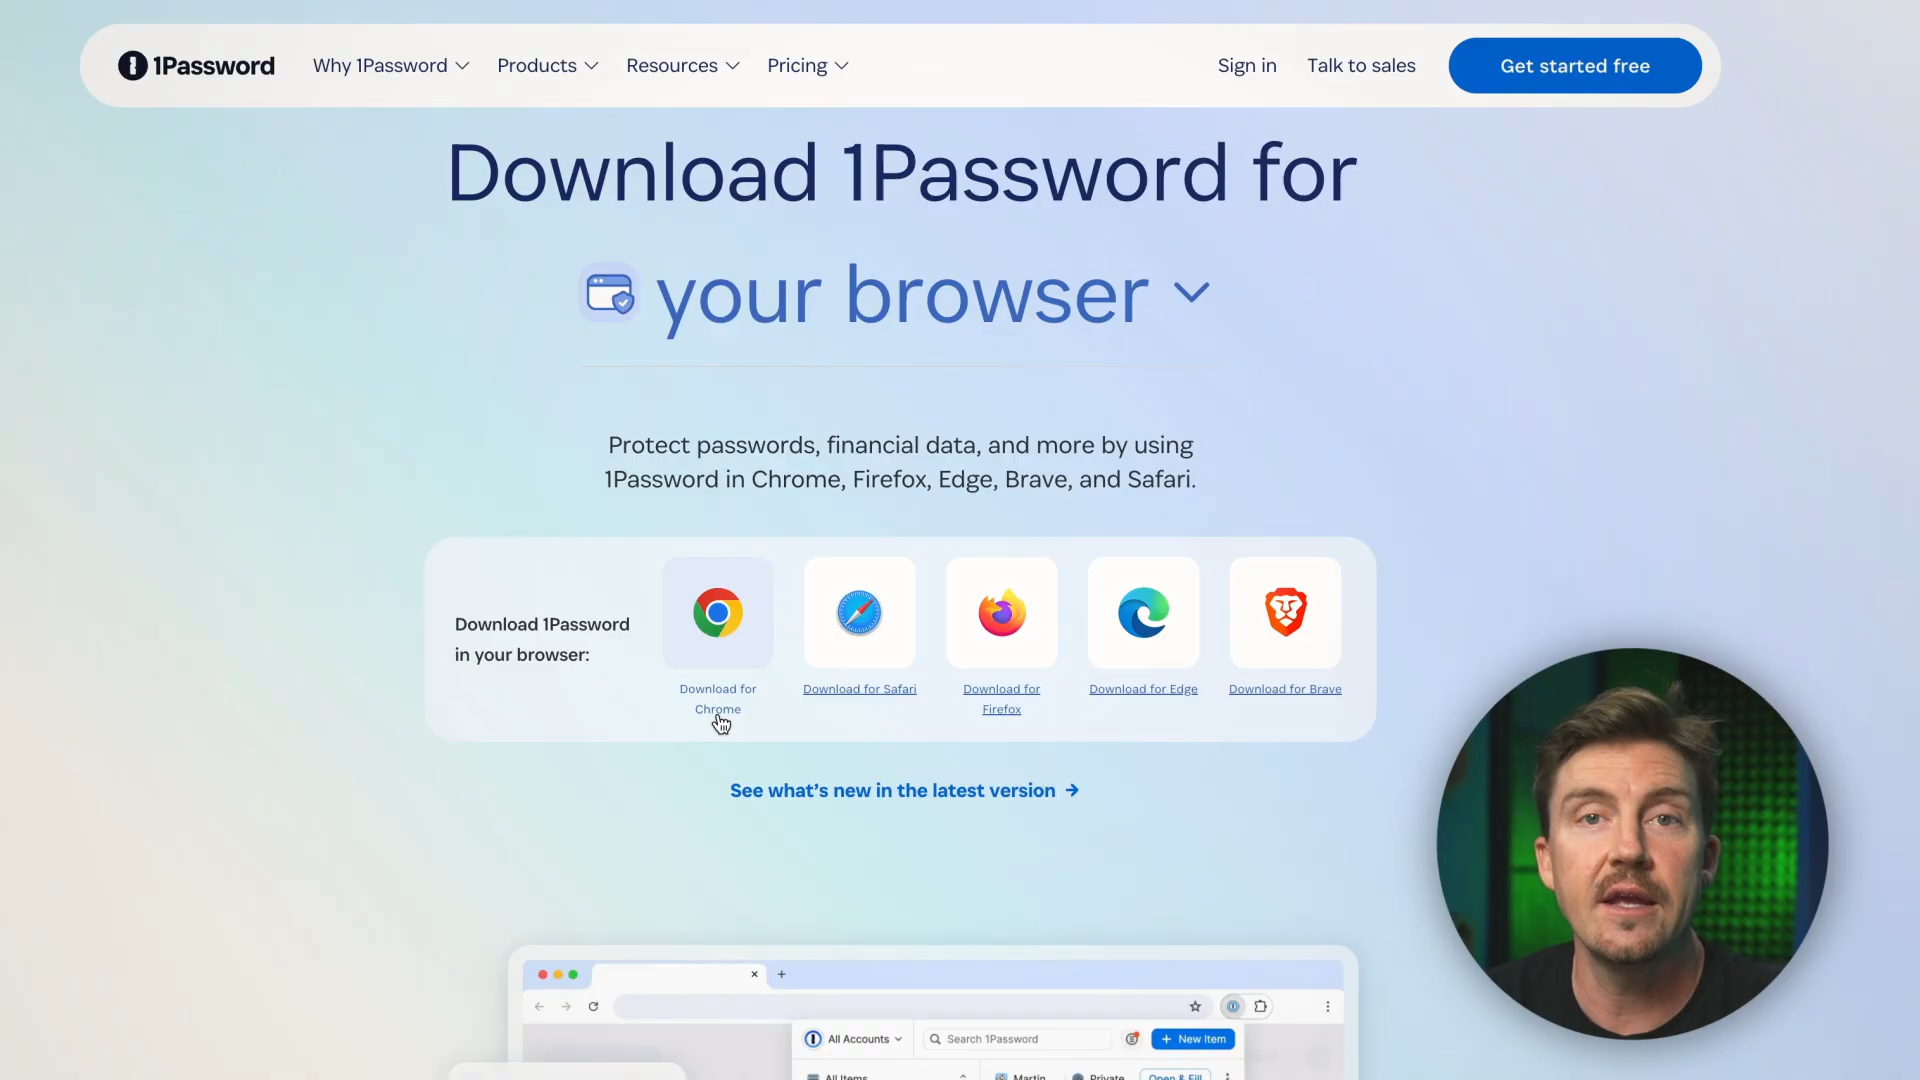 1Password
Why 1Password
Products
Resources
Pricing
Sign in
Talk to sales
Get started free
Download 1Password for
your browser
Protect passwords, financial data, and more by using
1Password in Chrome, Firefox, Edge, Brave, and Safari.
Download 1Password
in your browser:
Download for
Chrome
Download for Safari
Download for
Firefox
Download for Edge
Download for Brave
See what’s new in the latest version →
All Accounts
Search 1Password
+ New Item
All Items
Martin
Private
Open & Fill